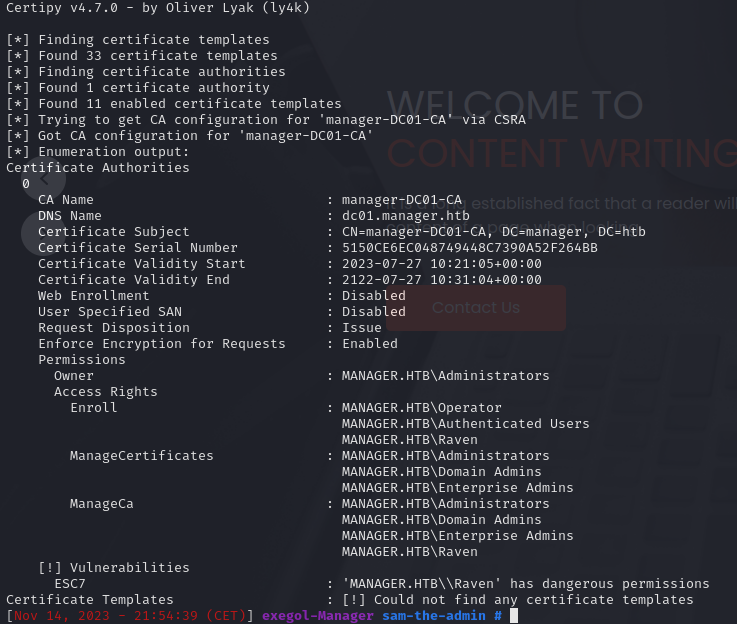 Certipy v4.7.0 - by Oliver Lyak (ly4k)
[*] Finding certificate templates
[*] Found 33 certificate templates
[*] Finding certificate authorities
[*] Found 1 certificate authority
[*] Found 11 enabled certificate templates
[*] Trying to get CA configuration for 'manager-DC01-CA' via CSRA
[*] Got CA configuration for 'manager-DC01-CA'
[*] Enumeration output:
Certificate Authorities
  0
    CA Name                             : manager-DC01-CA
    DNS Name                            : dc01.manager.htb
    Certificate Subject                 : CN=manager-DC01-CA, DC=manager, DC=htb
    Certificate Serial Number           : 5150CE6EC048749448C7390A52F264BB
    Certificate Validity Start          : 2023-07-27 10:21:05+00:00
    Certificate Validity End            : 2122-07-27 10:31:04+00:00
    Web Enrollment                      : Disabled
    User Specified SAN                  : Disabled
    Request Disposition                 : Issue
    Enforce Encryption for Requests     : Enabled
    Permissions
      Owner                             : MANAGER.HTB\Administrators
      Access Rights
        Enroll                          : MANAGER.HTB\Operator
                                          MANAGER.HTB\Authenticated Users
                                          MANAGER.HTB\Raven
        ManageCertificates              : MANAGER.HTB\Administrators
                                          MANAGER.HTB\Domain Admins
                                          MANAGER.HTB\Enterprise Admins
        ManageCa                        : MANAGER.HTB\Administrators
                                          MANAGER.HTB\Domain Admins
                                          MANAGER.HTB\Enterprise Admins
                                          MANAGER.HTB\Raven
    [!] Vulnerabilities
      ESC7                              : 'MANAGER.HTB\\Raven' has dangerous permissions
Certificate Templates                   : [!] Could not find any certificate templates
[Nov 14, 2023 - 21:54:39 (CET)] exegol-Manager sam-the-admin #
WELCOME TO
CONTENT WRITING
established fact that a reader will
Contact Us